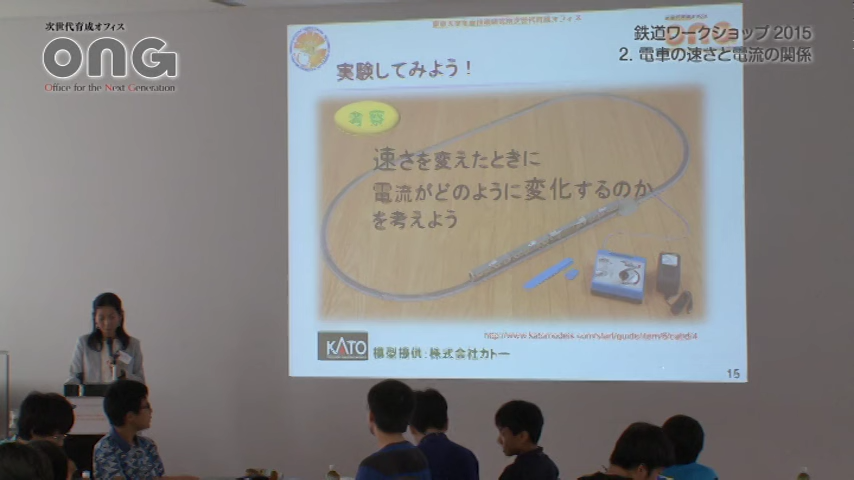 次世代育成オフィス
ONG
Office for the Next Generation
鉄道ワークショップ 2015
2. 電車の速さと電流の関係
実験してみよう！
考察
速さを変えたときに
電流がどのように変化するのか
を考えよう
KATO
模型提供：株式会社カトー
15